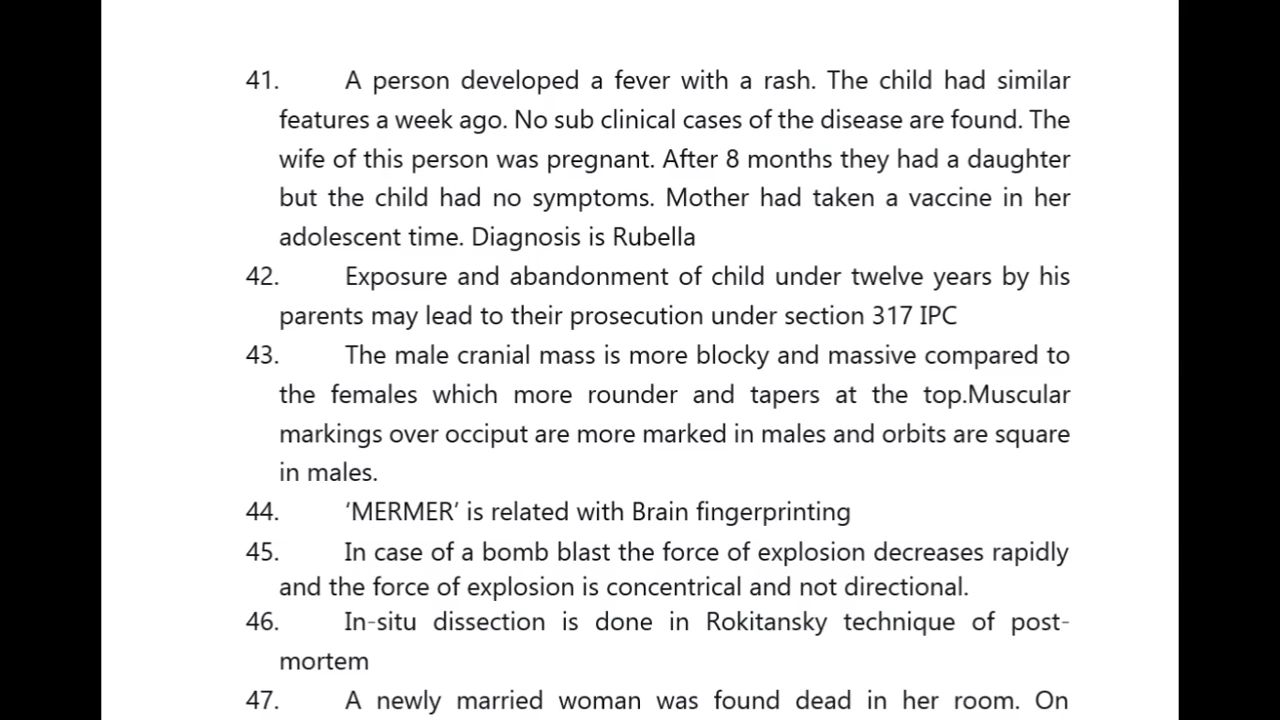 41. A person developed a fever with a rash. The child had similar
features a week ago. No sub clinical cases of the disease are found. The
wife of this person was pregnant. After 8 months they had a daughter
but the child had no symptoms. Mother had taken a vaccine in her
adolescent time. Diagnosis is Rubella
42. Exposure and abandonment of child under twelve years by his
parents may lead to their prosecution under section 317 IPC
43. The male cranial mass is more blocky and massive compared to
the females which more rounder and tapers at the top.Muscular
markings over occiput are more marked in males and orbits are square
in males.
44. ‘MERMER’ is related with Brain fingerprinting
45. In case of a bomb blast the force of explosion decreases rapidly
and the force of explosion is concentrical and not directional.
46. In-situ dissection is done in Rokitansky technique of post-
mortem
47. A newly married woman was found dead in her room. On